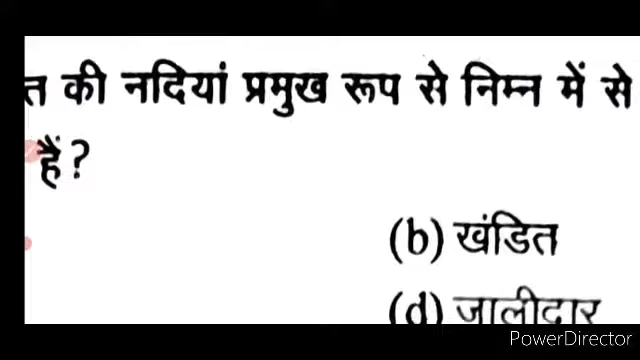 त की नदियां प्रमुख रूप से निम्न में से
हैं?
(b) खंडित
(d) जालीदार
PowerDirector